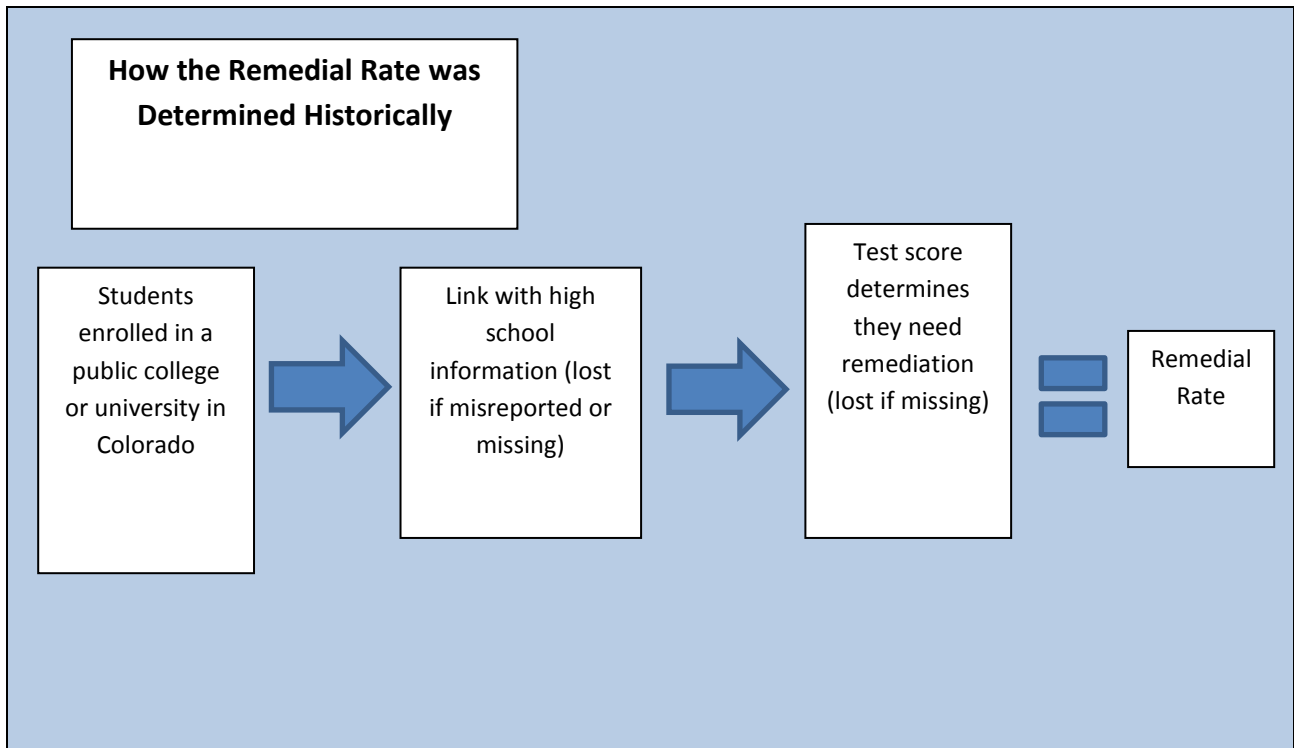 How the Remedial Rate was
Determined Historically
Students
enrolled in a
public college
or university in
Colorado
Link with high
school
information (lost
if misreported or
missing)
Test score
determines
they need
remediation
(lost if missing)
Remedial
Rate